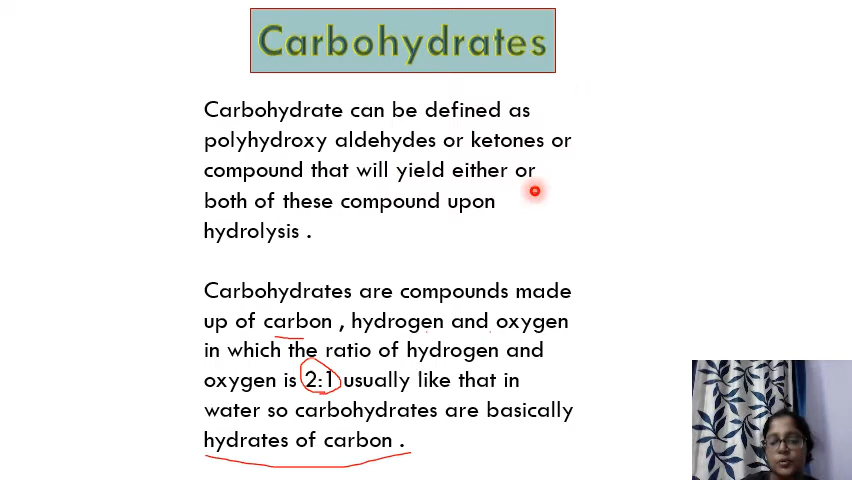 Carbohydrates
Carbohydrate can be defined as
polyhydroxy aldehydes or ketones or
compound that will yield either or
both of these compound upon
hydrolysis .
Carbohydrates are compounds made
up of carbon , hydrogen and oxygen
in which the ratio of hydrogen and
oxygen is 2:1 usually like that in
water so carbohydrates are basically
hydrates of carbon .